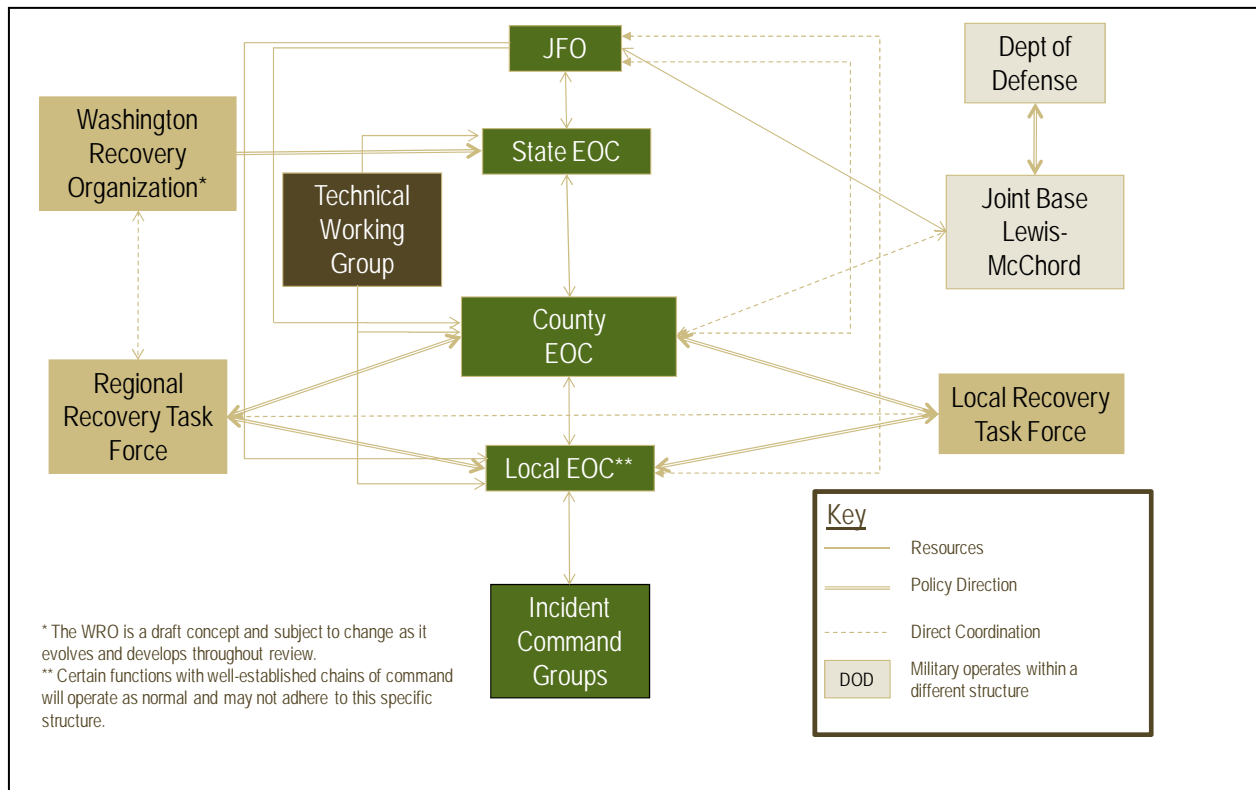 JFO
Dept of
Defense
Washington
Recovery
Organization*
State EOC
Technical
Working
Group
Joint Base
Lewis-
McChord
County
EOC
Regional
Recovery Task
Force
Local Recovery
Task Force
Local EOC**
Incident
Command
Groups
Key
Resources
Policy Direction
Direct Coordination
DOD
Military operates within a
different structure
* The WRO is a draft concept and subject to change as it
evolves and develops throughout review.
** Certain functions with well-established chains of command
will operate as normal and may not adhere to this specific
structure.